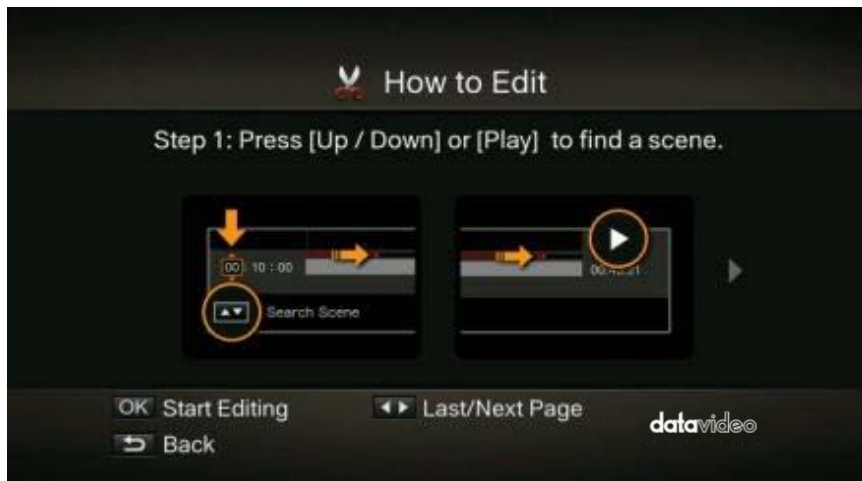 How to Edit
Step 1: Press [Up / Down] or [Play] to find a scene.
00 : 10 : 00
Search Scene
OK Start Editing
Last/Next Page
Back
datavideo